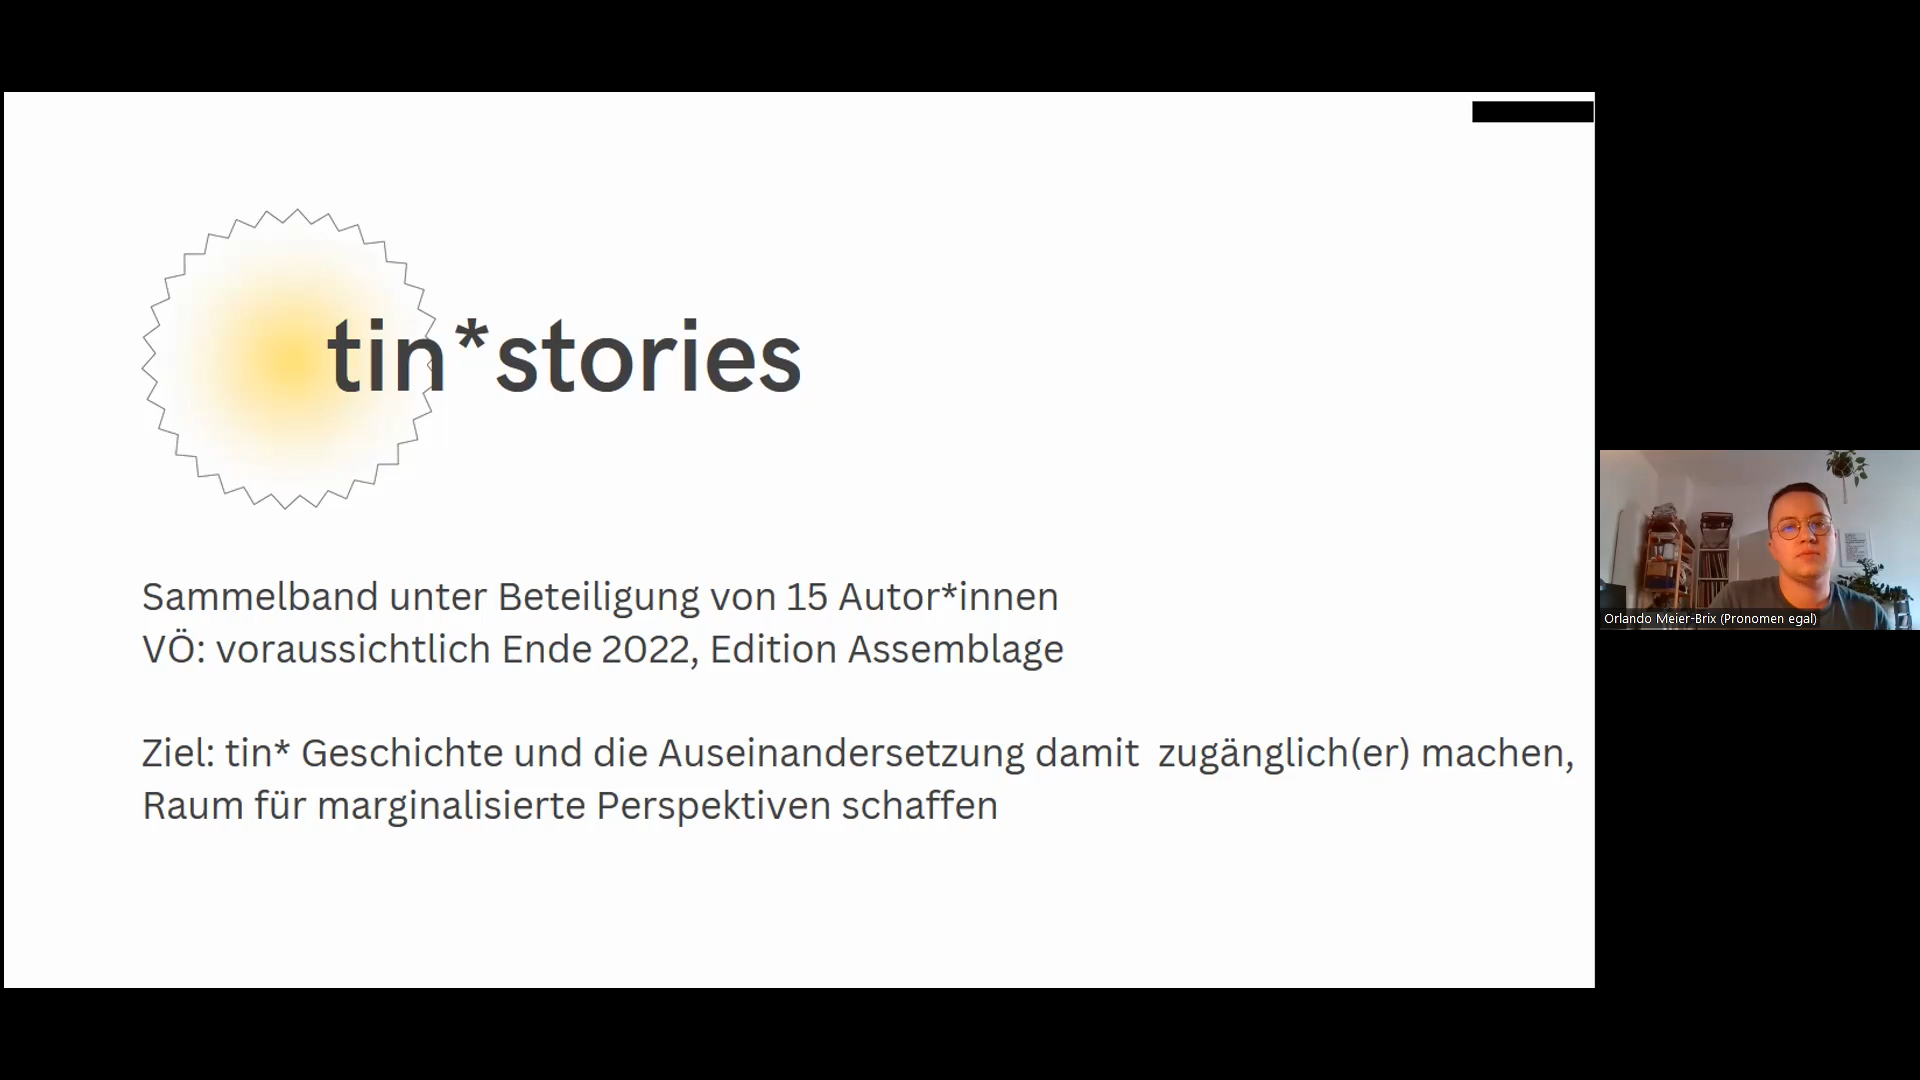 tin*stories
Sammelband unter Beteiligung von 15 Autor*innen
VÖ: voraussichtlich Ende 2022, Edition Assemblage
Ziel: tin* Geschichte und die Auseinandersetzung damit zugänglich(er) machen,
Raum für marginalisierte Perspektiven schaffen
Orlando Meier-Brix (Pronomen egal)